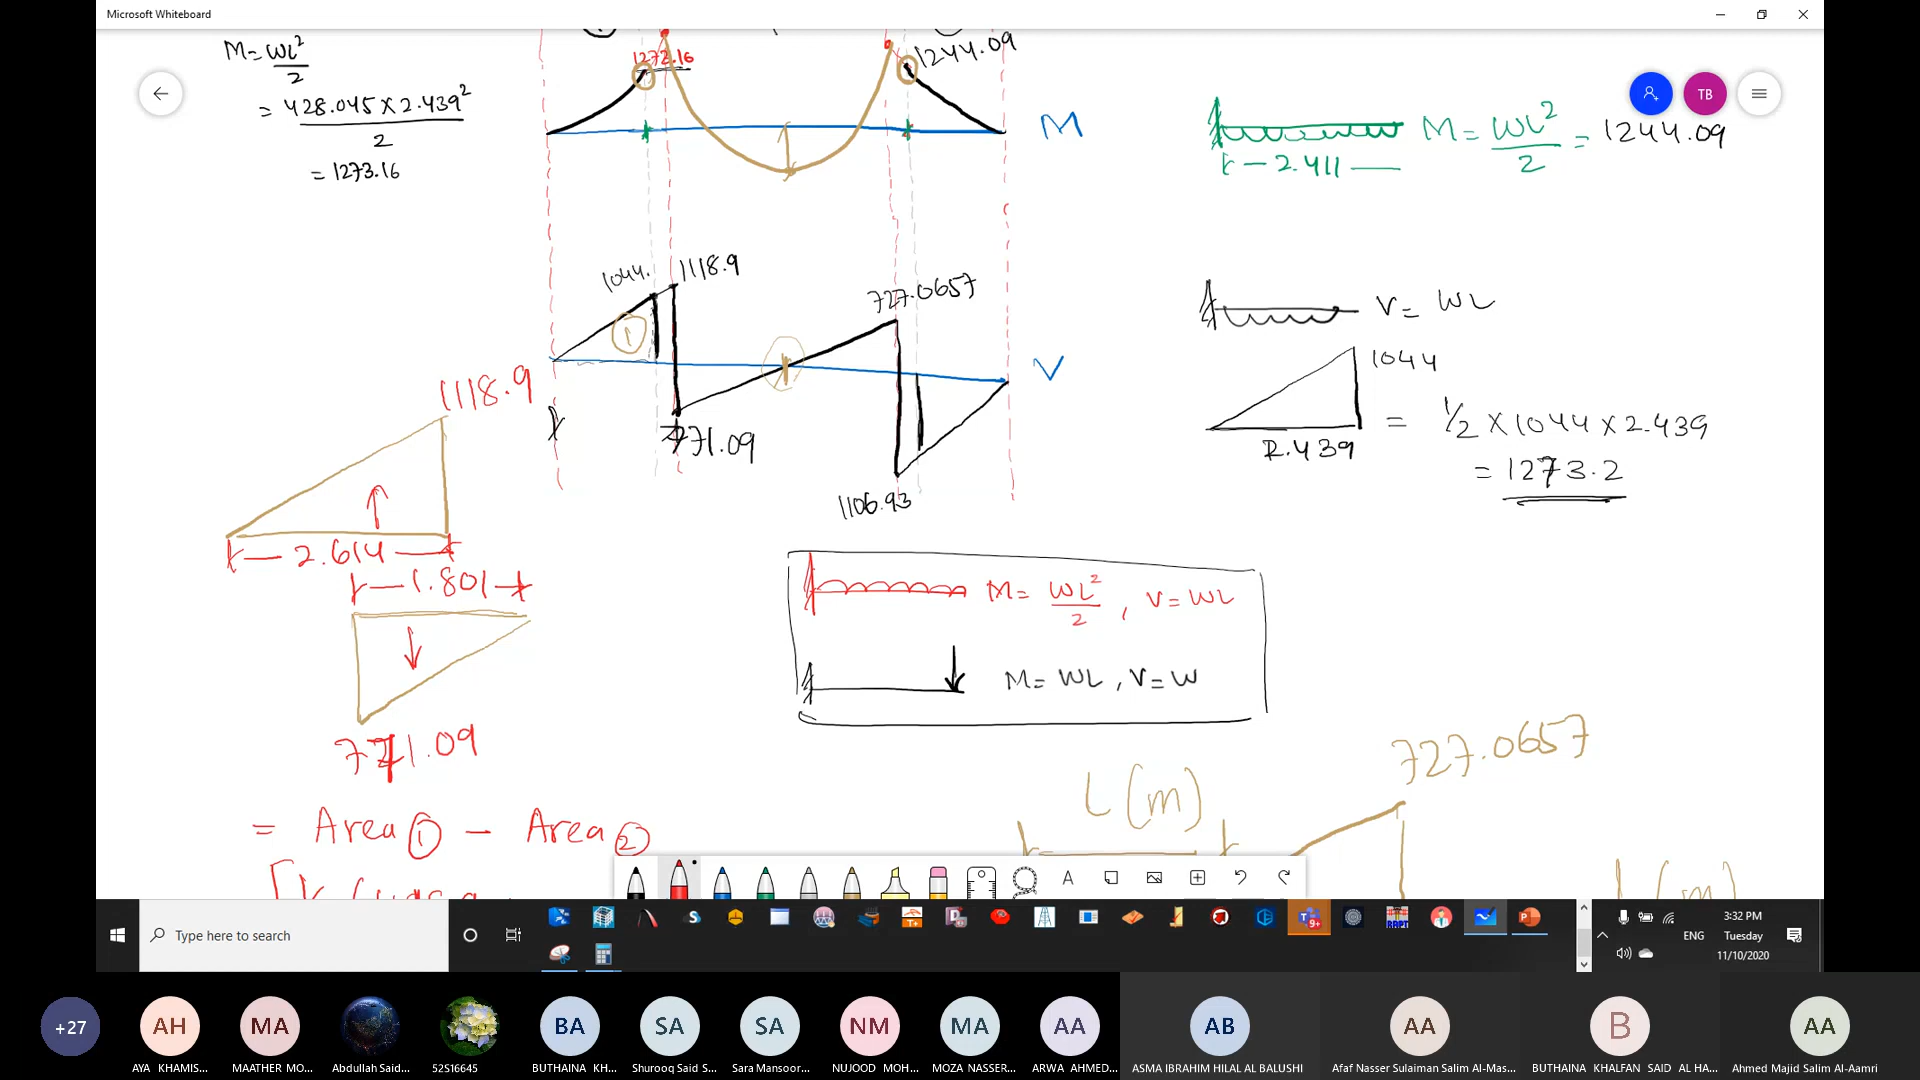 Microsoft Whiteboard
M = WL²/2
= 428.045 × 2.439² / 2
= 1273.16
1272.16
1244.09
M
M = WL²/2 = 1244.09
2.411
TB
1044.
1118.9
727.0657
771.09
1106.93
V
V = WL
1044
2.439
= 1/2 × 1044 × 2.439
= 1273.2
1
1118.9
2.614
1.801
771.09
= Area ① - Area ②
M = WL²/2 , V = WL
M = WL , V = W
L (m)
727.0657
A
Type here to search
ENG
3:32 PM
Tuesday
11/10/2020
+27
AH
MA
BA
SA
SA
NM
MA
AA
AB
AA
B
AA
AYA KHAMIS...
MAATHER MO...
Abdullah Said...
52S16645
BUTHAINA KH...
Shurooq Said S...
Sara Mansoor...
NUJOOD MOH...
MOZA NASSER...
ARWA AHMED...
ASMA IBRAHIM HILAL AL BALUSHI
Afaf Nasser Sulaiman Salim Al-Mas...
BUTHAINA KHALFAN SAID AL HA...
Ahmed Majid Salim Al-Aamri